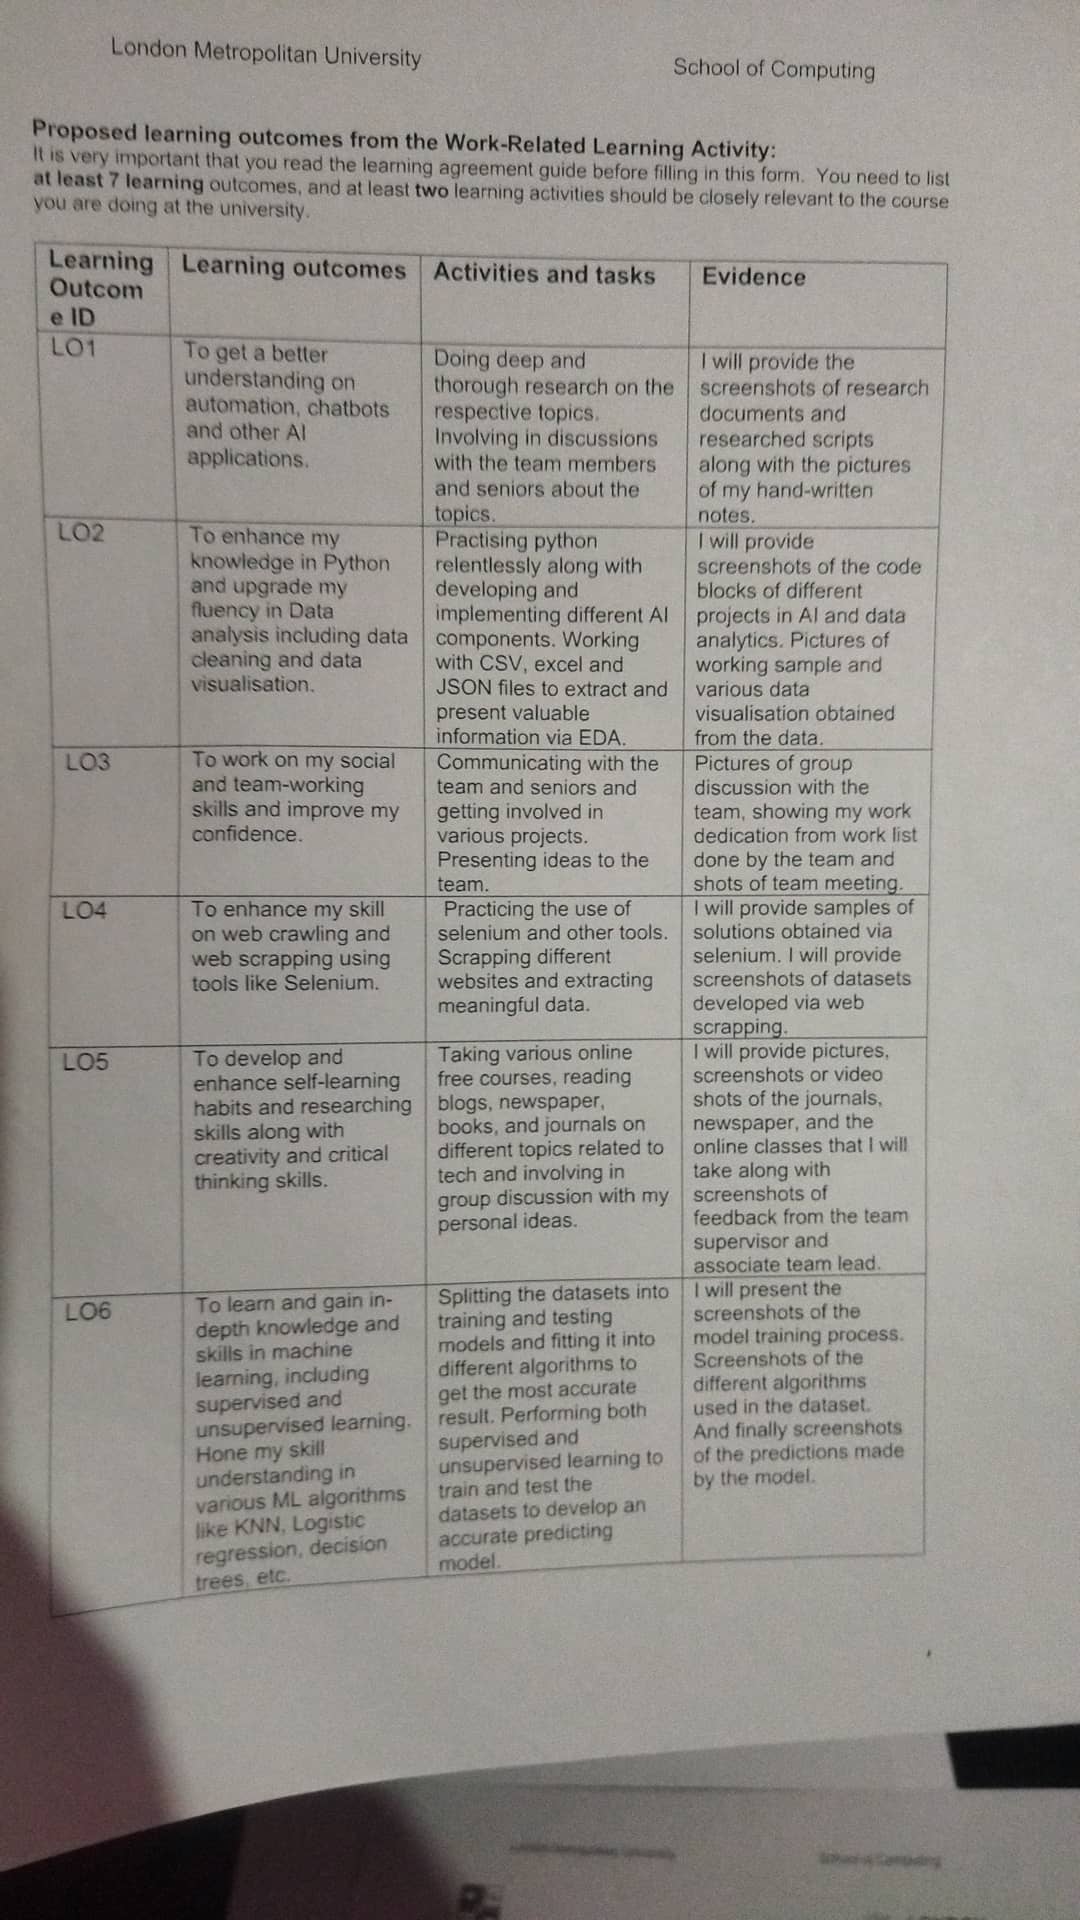 London Metropolitan University
School of Computing
Proposed learning outcomes from the Work-Related Learning Activity:
It is very important that you read the learning agreement guide before filling in this form. You need to list
at least 7 learning outcomes, and at least two learning activities should be closely relevant to the course
you are doing at the university.
Learning
Outcom
e ID
Learning outcomes
Activities and tasks
Evidence
LO1
To get a better
understanding on
automation, chatbots
and other AI
applications.
Doing deep and
thorough research on the
respective topics.
Involving in discussions
with the team members
and seniors about the
topics.
I will provide the
screenshots of research
documents and
researched scripts
along with the pictures
of my hand-written
notes.
LO2
To enhance my
knowledge in Python
and upgrade my
fluency in Data
analysis including data
cleaning and data
visualisation.
Practising python
relentlessly along with
developing and
implementing different AI
components. Working
with CSV, excel and
JSON files to extract and
present valuable
information via EDA.
I will provide
screenshots of the code
blocks of different
projects in AI and data
analytics. Pictures of
working sample and
various data
visualisation obtained
from the data.
LO3
To work on my social
and team-working
skills and improve my
confidence.
Communicating with the
team and seniors and
getting involved in
various projects.
Presenting ideas to the
team.
Pictures of group
discussion with the
team, showing my work
dedication from work list
done by the team and
shots of team meeting.
LO4
To enhance my skill
on web crawling and
web scrapping using
tools like Selenium.
Practicing the use of
selenium and other tools.
Scrapping different
websites and extracting
meaningful data.
I will provide samples of
solutions obtained via
selenium. I will provide
screenshots of datasets
developed via web
scrapping.
LO5
To develop and
enhance self-learning
habits and researching
skills along with
creativity and critical
thinking skills.
Taking various online
free courses, reading
blogs, newspaper,
books, and journals on
different topics related to
tech and involving in
group discussion with my
personal ideas.
I will provide pictures,
screenshots or video
shots of the journals,
newspaper, and the
online classes that I will
take along with
screenshots of
feedback from the team
supervisor and
associate team lead.
LO6
To learn and gain in-
depth knowledge and
skills in machine
learning, including
supervised and
unsupervised learning.
Hone my skill
understanding in
various ML algorithms
like KNN, Logistic
regression, decision
trees, etc.
Splitting the datasets into
training and testing
models and fitting it into
different algorithms to
get the most accurate
result. Performing both
supervised and
unsupervised learning to
train and test the
datasets to develop an
accurate predicting
model.
I will present the
screenshots of the
model training process.
Screenshots of the
different algorithms
used in the dataset.
And finally screenshots
of the predictions made
by the model.
School of Computing